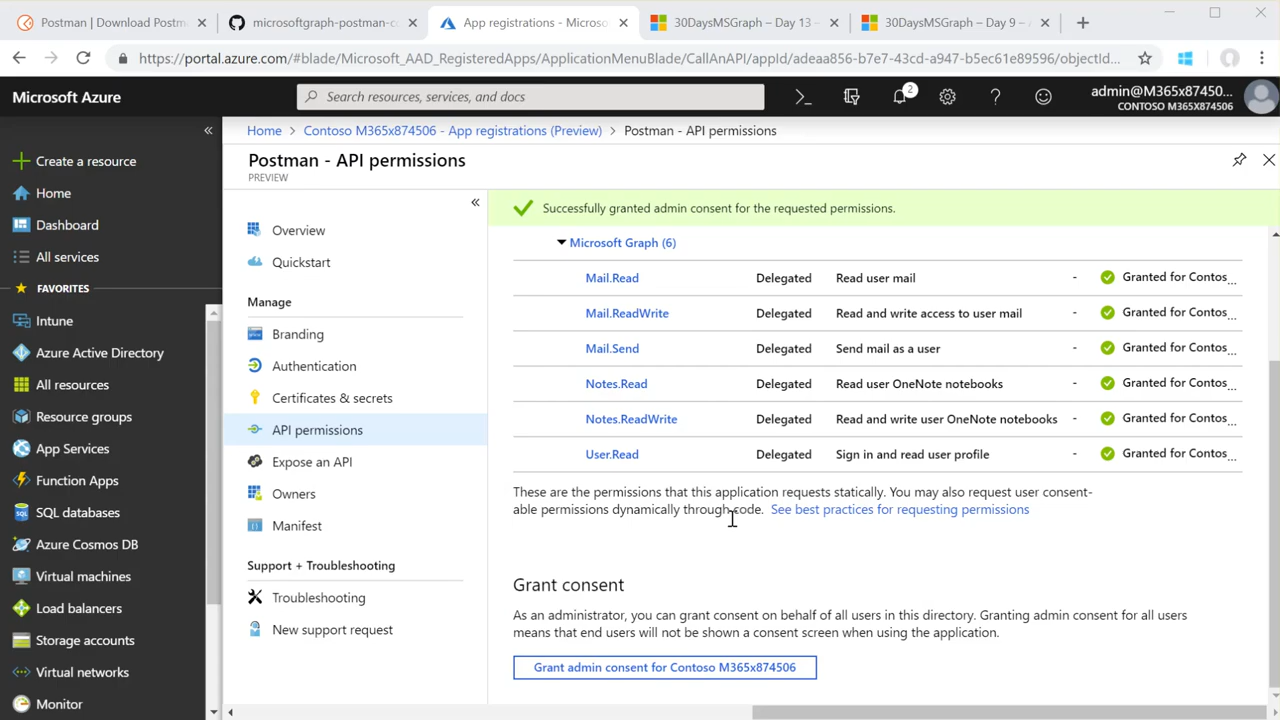 Postman | Download Postm
microsoftgraph-postman-co
App registrations - Microso
30DaysMSGraph – Day 13 –
30DaysMSGraph – Day 9 – A
https://portal.azure.com/#blade/Microsoft_AAD_RegisteredApps/ApplicationMenuBlade/CallAnAPI/appId/adeaa856-b7e7-43cd-a947-b5ec61e89596/objectId...
Microsoft Azure
Search resources, services, and docs
2
admin@M365x87450...
CONTOSO M365X874506
Home > Contoso M365x874506 - App registrations (Preview) > Postman - API permissions
Postman - API permissions
PREVIEW
Create a resource
Home
Dashboard
All services
FAVORITES
Intune
Azure Active Directory
All resources
Resource groups
App Services
Function Apps
SQL databases
Azure Cosmos DB
Virtual machines
Load balancers
Storage accounts
Virtual networks
Monitor
Overview
Quickstart
Manage
Branding
Authentication
Certificates & secrets
API permissions
Expose an API
Owners
Manifest
Support + Troubleshooting
Troubleshooting
New support request
Successfully granted admin consent for the requested permissions.
Microsoft Graph (6)
Mail.Read Delegated Read user mail - Granted for Contos...
Mail.ReadWrite Delegated Read and write access to user mail - Granted for Contos...
Mail.Send Delegated Send mail as a user - Granted for Contos...
Notes.Read Delegated Read user OneNote notebooks - Granted for Contos...
Notes.ReadWrite Delegated Read and write user OneNote notebooks - Granted for Contos...
User.Read Delegated Sign in and read user profile - Granted for Contos...
These are the permissions that this application requests statically. You may also request user consent-
able permissions dynamically through code. See best practices for requesting permissions
Grant consent
As an administrator, you can grant consent on behalf of all users in this directory. Granting admin consent for all users
means that end users will not be shown a consent screen when using the application.
Grant admin consent for Contoso M365x874506